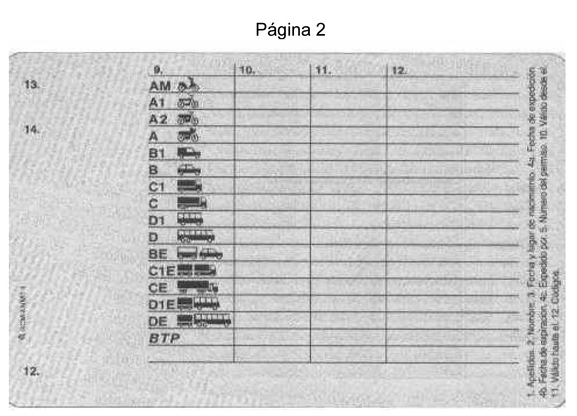 Página 2
9. 10. 11. 12.
13.
AM
A1
A2
14.
A
B1
B
C1
C
D1
D
BE
C1E
CE
D1E
DE
BTP
12.
1. Apellidos. 2. Nombre. 3. Fecha y lugar de nacimiento. 4a. Fecha de expedición
4b. Fecha de expiración. 4c. Expedido por. 5. Número del permiso. 10. Válido desde el.
11. Válido hasta el. 12. Códigos.